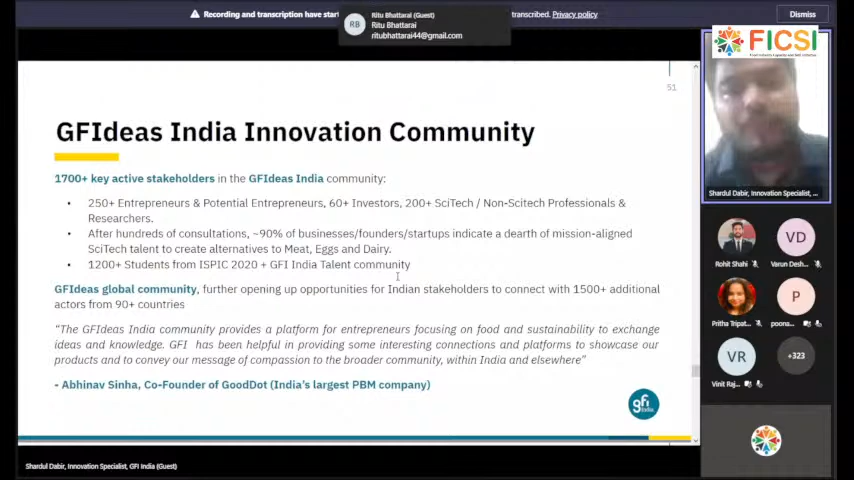 Recording and transcription have star
transcribed. Privacy policy
Dismiss
RB
Ritu Bhattarai (Guest)
Ritu Bhattarai
ritubhattarai44@gmail.com
FICSI
51
GFIdeas India Innovation Community
1700+ key active stakeholders in the GFIdeas India community:
• 250+ Entrepreneurs & Potential Entrepreneurs, 60+ Investors, 200+ SciTech / Non-Scitech Professionals &
Researchers.
• After hundreds of consultations, ~90% of businesses/founders/startups indicate a dearth of mission-aligned
SciTech talent to create alternatives to Meat, Eggs and Dairy.
• 1200+ Students from ISPIC 2020 + GFI India Talent community
GFIdeas global community, further opening up opportunities for Indian stakeholders to connect with 1500+ additional
actors from 90+ countries
“The GFIdeas India community provides a platform for entrepreneurs focusing on food and sustainability to exchange
ideas and knowledge. GFI has been helpful in providing some interesting connections and platforms to showcase our
products and to convey our message of compassion to the broader community, within India and elsewhere”
- Abhinav Sinha, Co-Founder of GoodDot (India’s largest PBM company)
gfi
India.
Shardul Dabir, Innovation Specialist, ...
VD
Rohit Shahi
Varun Desh...
P
Pritha Tripat...
poona...
VR
+323
Vinit Raj...
Shardul Dabir, Innovation Specialist, GFI India (Guest)